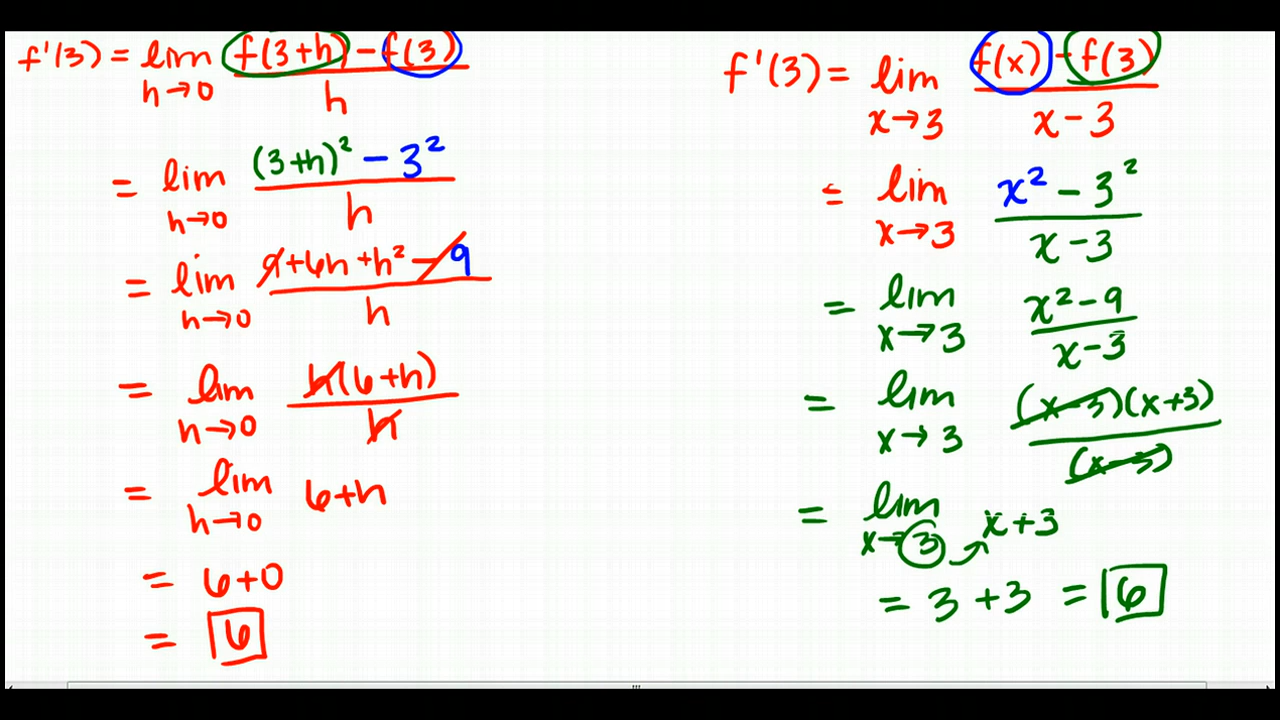 f'(3) = lim h→0 (f(3+h) - f(3))/h
= lim h→0 ((3+h)² - 3²)/h
= lim h→0 (9+6h+h² - 9)/h
= lim h→0 h(6+h)/h
= lim h→0 6+h
= 6+0
= 6
f'(3) = lim x→3 (f(x) - f(3))/(x-3)
= lim x→3 (x² - 3²)/(x-3)
= lim x→3 (x²-9)/(x-3)
= lim x→3 (x-3)(x+3)/(x-3)
= lim x→3 x+3
= 3+3 = 6